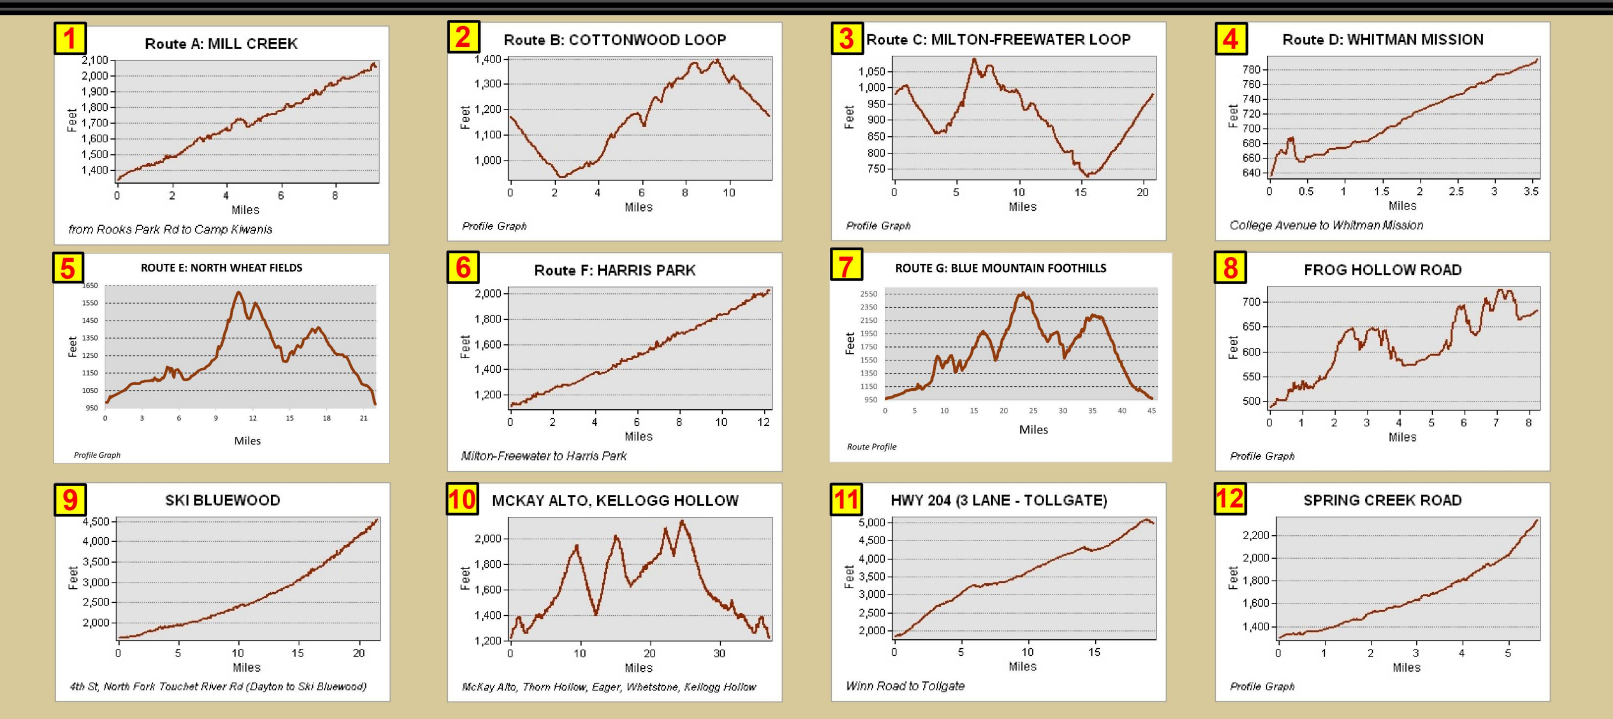 1
Route A: MILL CREEK
2,100
2,000
1,900
1,800
1,700
1,600
1,500
1,400
Feet
0 2 4 6 8
Miles
from Rooks Park Rd to Camp Kiwanis
2
Route B: COTTONWOOD LOOP
1,400
1,300
1,200
1,100
1,000
Feet
0 2 4 6 8 10
Miles
Profile Graph
3
Route C: MILTON-FREEWATER LOOP
1,050
1,000
950
900
850
800
750
Feet
0 5 10 15 20
Miles
Profile Graph
4
Route D: WHITMAN MISSION
780
760
740
720
700
680
660
640
Feet
0 0.5 1 1.5 2 2.5 3 3.5
Miles
College Avenue to Whitman Mission
5
ROUTE E: NORTH WHEAT FIELDS
1650
1550
1450
1350
1250
1150
1050
950
Feet
0 3 6 9 12 15 18 21
Miles
Profile Graph
6
Route F: HARRIS PARK
2,000
1,800
1,600
1,400
1,200
Feet
0 2 4 6 8 10 12
Miles
Milton-Freewater to Harris Park
7
ROUTE G: BLUE MOUNTAIN FOOTHILLS
2550
2350
2150
1950
1750
1550
1350
1150
950
Feet
0 5 10 15 20 25 30 35 40 45
Miles
Route Profile
8
FROG HOLLOW ROAD
700
650
600
550
500
Feet
0 1 2 3 4 5 6 7 8
Miles
Profile Graph
9
SKI BLUEWOOD
4,500
4,000
3,500
3,000
2,500
2,000
Feet
0 5 10 15 20
Miles
4th St, North Fork Touchet River Rd (Dayton to Ski Bluewood)
10
MCKAY ALTO, KELLOGG HOLLOW
2,000
1,800
1,600
1,400
1,200
Feet
0 10 20 30
Miles
McKay Alto, Thorn Hollow, Eager, Whetstone, Kellogg Hollow
11
HWY 204 (3 LANE - TOLLGATE)
5,000
4,500
4,000
3,500
3,000
2,500
2,000
Feet
0 5 10 15
Miles
Winn Road to Tollgate
12
SPRING CREEK ROAD
2,200
2,000
1,800
1,600
1,400
Feet
0 1 2 3 4 5
Miles
Profile Graph